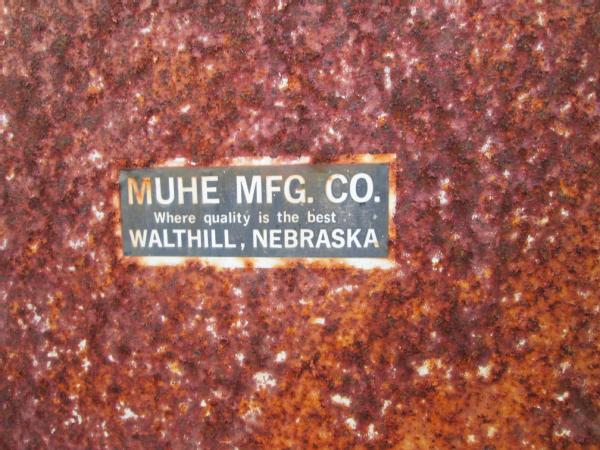 MUHE MFG. CO.
Where quality is the best
WALTHILL, NEBRASKA